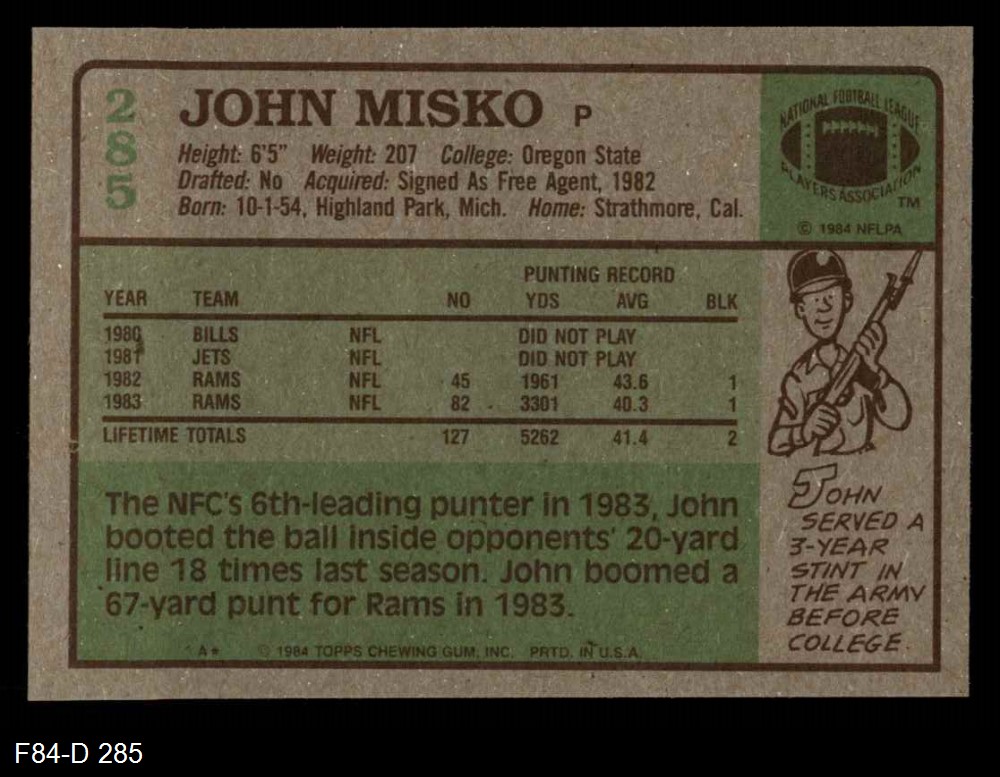 285
JOHN MISKO P
Height: 6'5" Weight: 207 College: Oregon State
Drafted: No Acquired: Signed As Free Agent, 1982
Born: 10-1-54, Highland Park, Mich. Home: Strathmore, Cal.
NATIONAL FOOTBALL LEAGUE
PLAYERS ASSOCIATION
TM
© 1984 NFLPA
PUNTING RECORD
YEAR TEAM NO YDS AVG BLK
1980 BILLS NFL DID NOT PLAY
1981 JETS NFL DID NOT PLAY
1982 RAMS NFL 45 1961 43.6 1
1983 RAMS NFL 82 3301 40.3 1
LIFETIME TOTALS 127 5262 41.4 2
The NFC's 6th-leading punter in 1983, John
booted the ball inside opponents' 20-yard
line 18 times last season. John boomed a
67-yard punt for Rams in 1983.
A* © 1984 TOPPS CHEWING GUM, INC. PRTD. IN U.S.A.
JOHN
SERVED A
3-YEAR
STINT IN
THE ARMY
BEFORE
COLLEGE.
F84-D 285